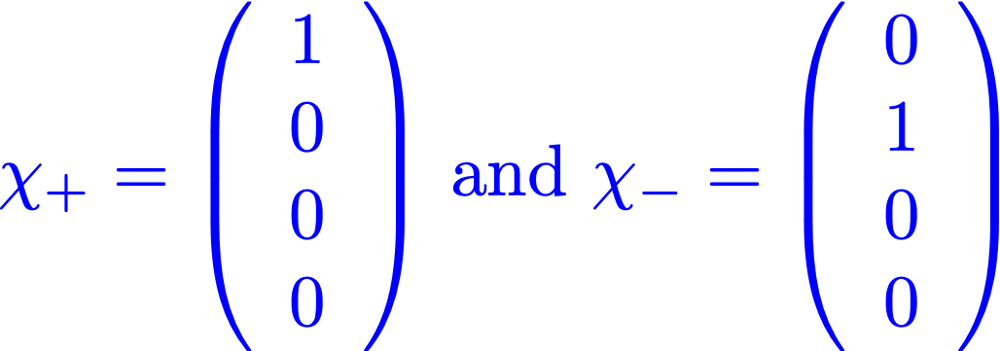 χ₊ = (1 0 0 0) and χ₋ = (0 1 0 0)